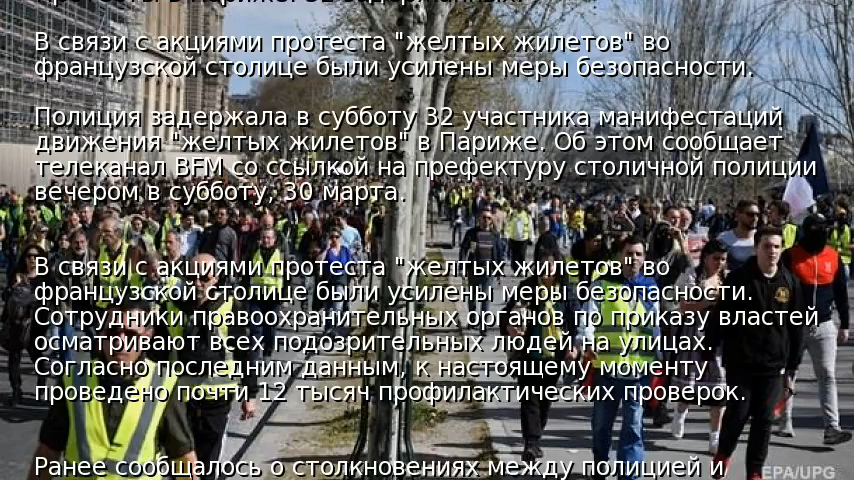 В связи с акциями протеста "желтых жилетов" во
французской столице были усилены меры безопасности.
Полиция задержала в субботу 32 участника манифестаций
движения "желтых жилетов" в Париже. Об этом сообщает
телеканал BFM со ссылкой на префектуру столичной полиции
вечером в субботу, 30 марта.
В связи с акциями протеста "желтых жилетов" во
французской столице были усилены меры безопасности.
Сотрудники правоохранительных органов по приказу властей
осматривают всех подозрительных людей на улицах.
Согласно последним данным, к настоящему моменту
проведено почти 12 тысяч профилактических проверок.
Ранее сообщалось о столкновениях между полицией и
EPA/UPG